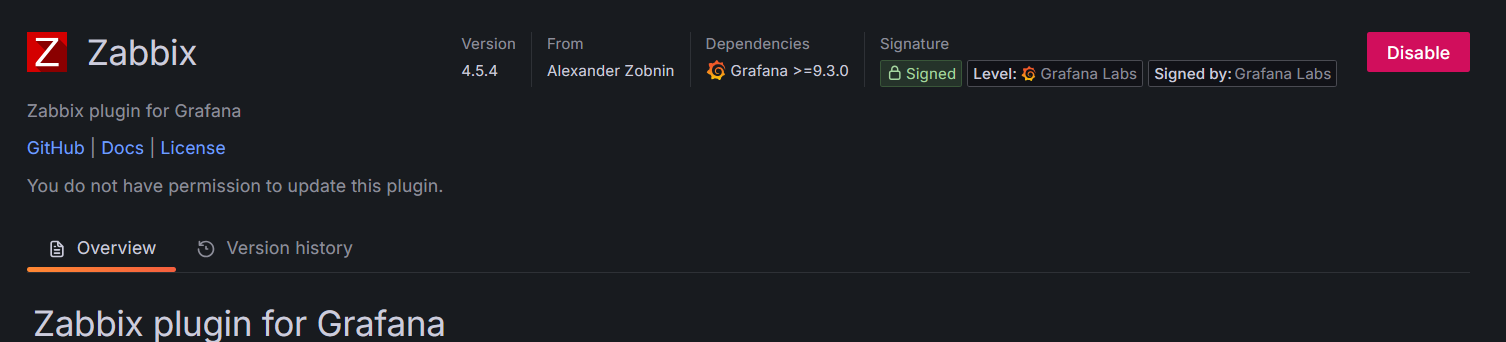 Z Zabbix
Version
4.5.4
From
Alexander Zobnin
Dependencies
Grafana >=9.3.0
Signature
Signed
Level: Grafana Labs
Signed by: Grafana Labs
Disable
Zabbix plugin for Grafana
GitHub | Docs | License
You do not have permission to update this plugin.
Overview
Version history
Zabbix plugin for Grafana